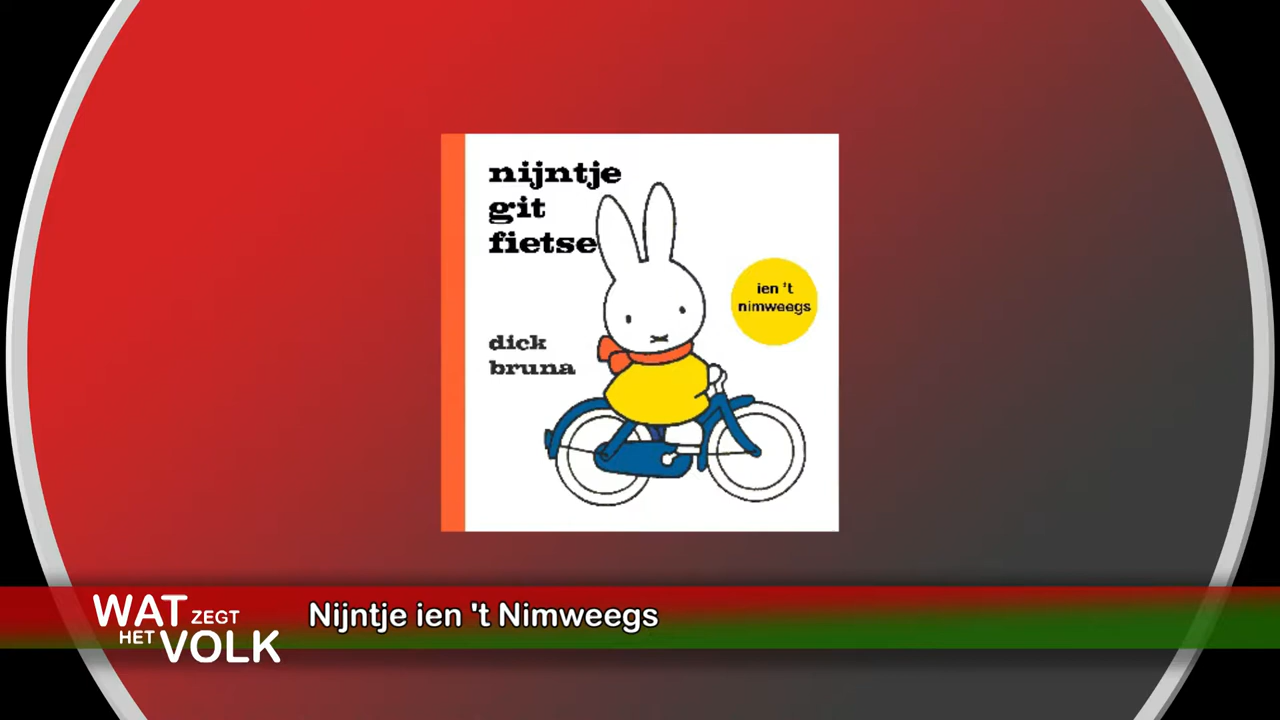 nijntje
git
fietse
ien 't
nimweegs
dick
bruna
WAT ZEGT
HET VOLK
Nijntje ien 't Nimweegs